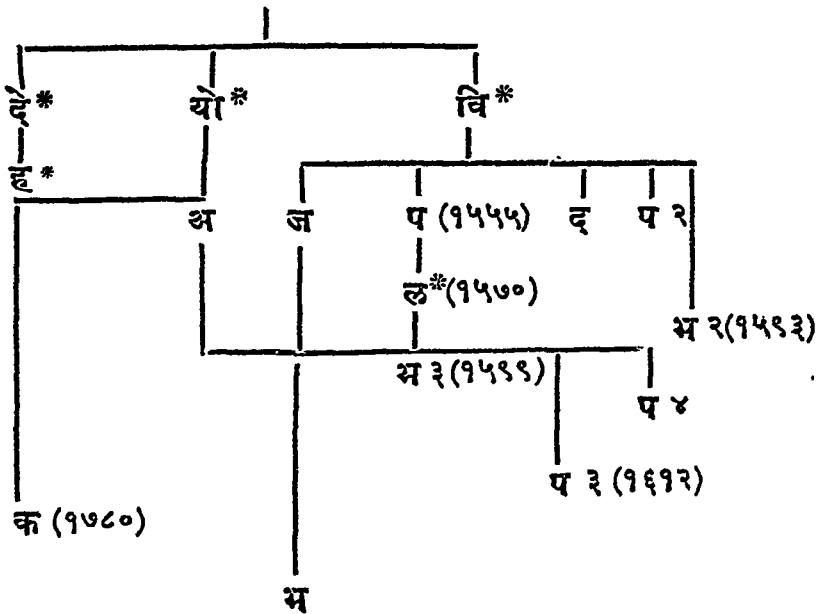 यो* वि*
अ ज प (१५५५) द प २
ल* (१५७०)
भ २ (१५९३)
भ ३ (१५९९)
प ४
प ३ (१६१२)
क (१७८०)
भ